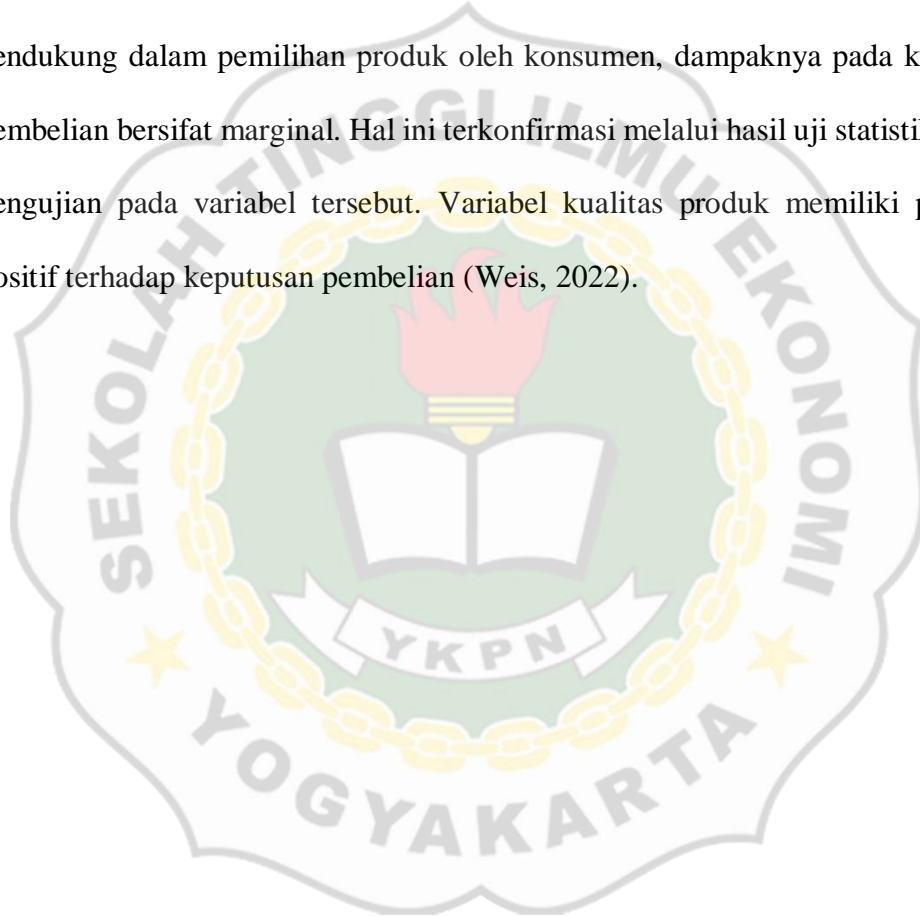 endukung dalam pemilihan produk oleh konsumen, dampaknya pada k
embelian bersifat marginal. Hal ini terkonfirmasi melalui hasil uji statistik
engujian pada variabel tersebut. Variabel kualitas produk memiliki p
ositif terhadap keputusan pembelian (Weis, 2022).
SEKOLAH TINGGI ILMU EKONOMI
YKPN
YOGYAKARTA